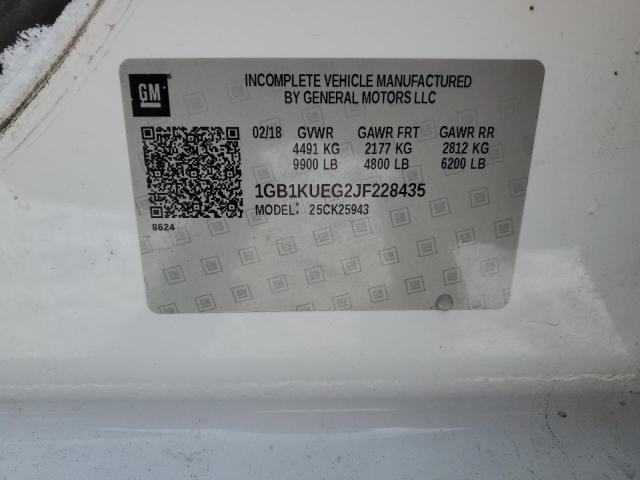 GM
INCOMPLETE VEHICLE MANUFACTURED
BY GENERAL MOTORS LLC
02/18 GVWR GAWR FRT GAWR RR
4491 KG 2177 KG 2812 KG
9900 LB 4800 LB 6200 LB
1GB1KUEG2JF228435
MODEL: 25CK25943
8624